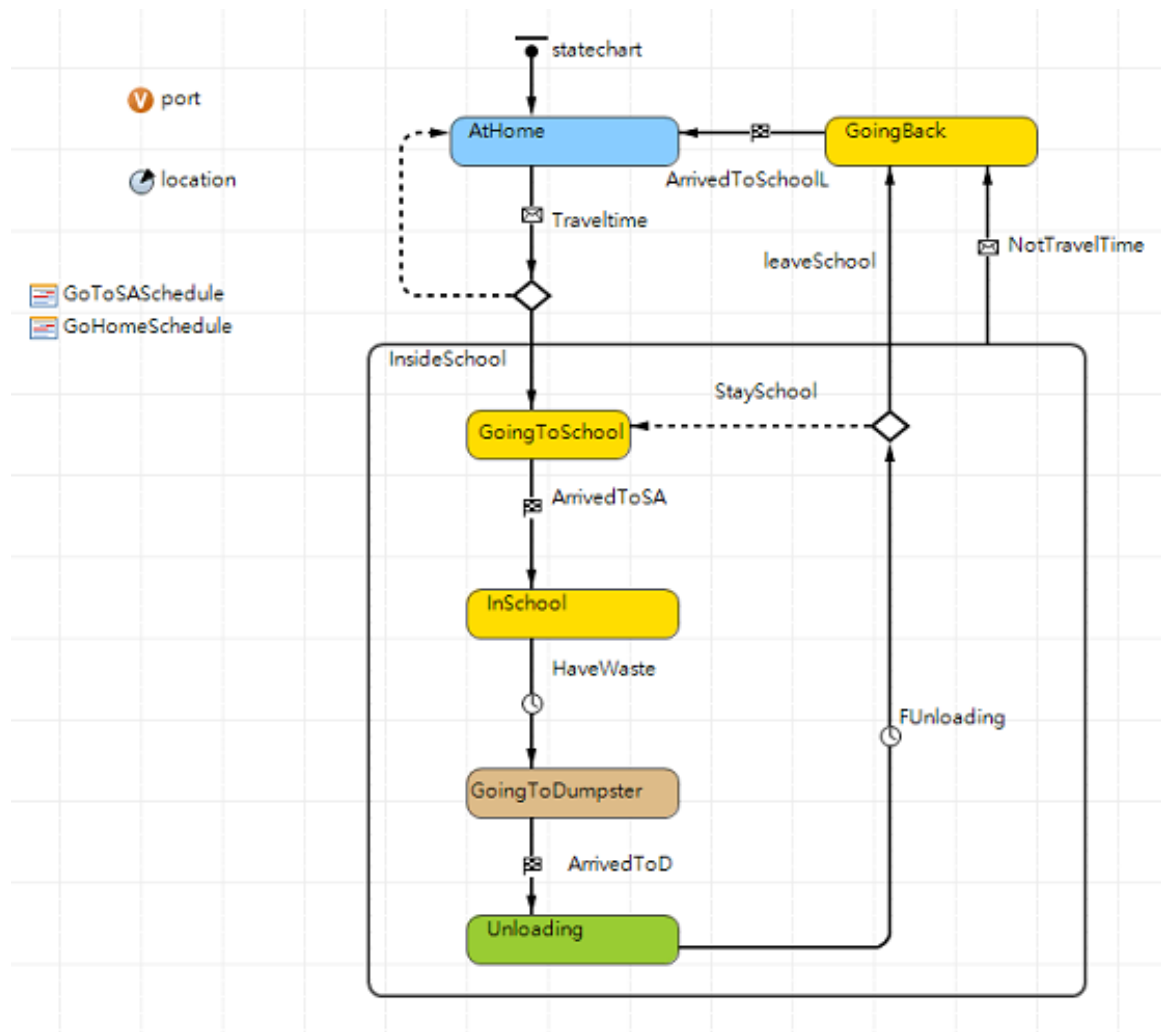 statechart
port
AtHome
GoingBack
location
ArrivedToSchoolL
Traveltime
NotTravelTime
leaveSchool
GoToSASchedule
GoHomeSchedule
InsideSchool
StaySchool
GoingToSchool
ArrivedToSA
InSchool
HaveWaste
FUnloading
GoingToDumpster
ArrivedToD
Unloading